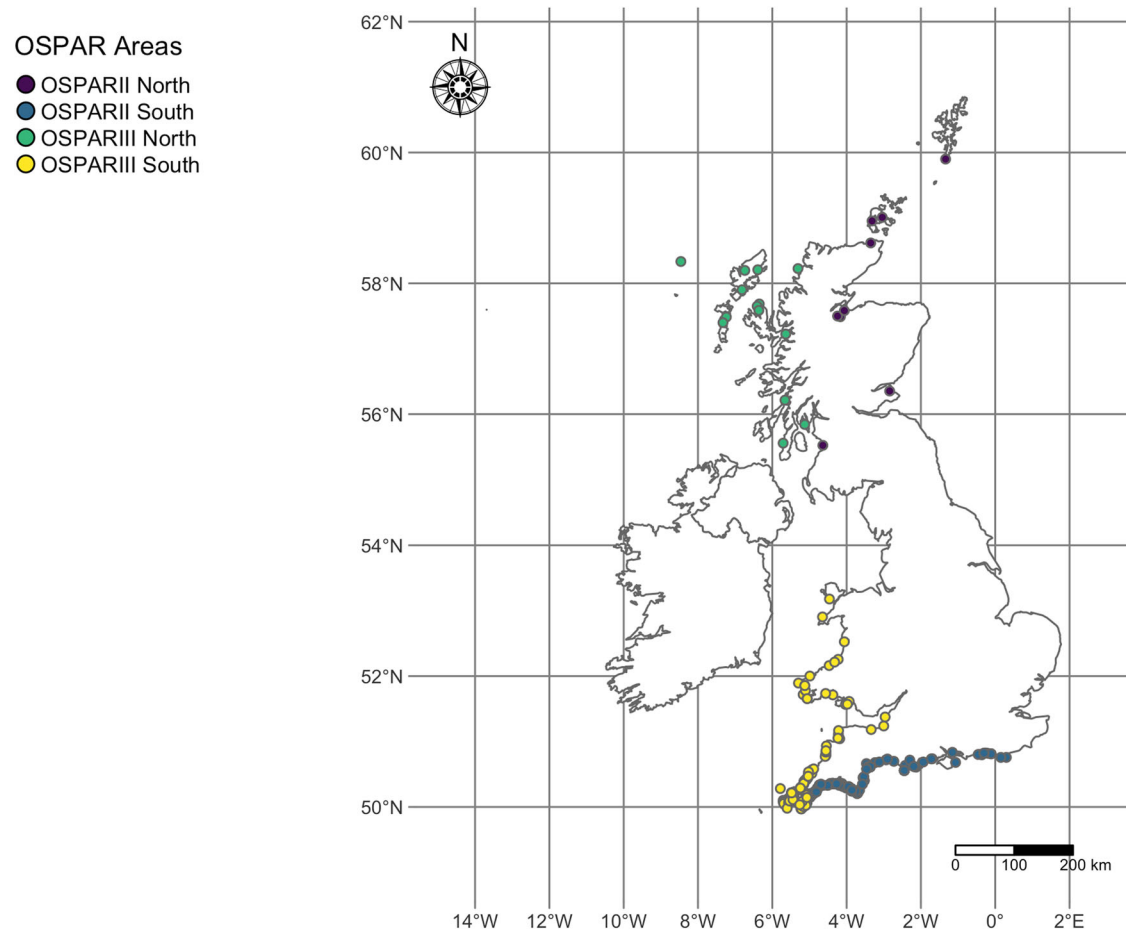 OSPAR Areas
OSPARII North
OSPARII South
OSPARIII North
OSPARIII South
N
62°N
60°N
58°N
56°N
54°N
52°N
50°N
0 100 200 km
14°W 12°W 10°W 8°W 6°W 4°W 2°W 0° 2°E